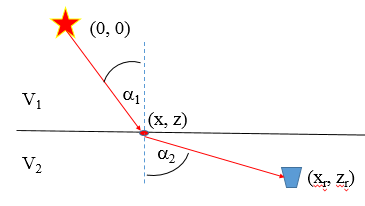 (0, 0)
α1
V1
(x, z)
V2
α2
(xr, zr)